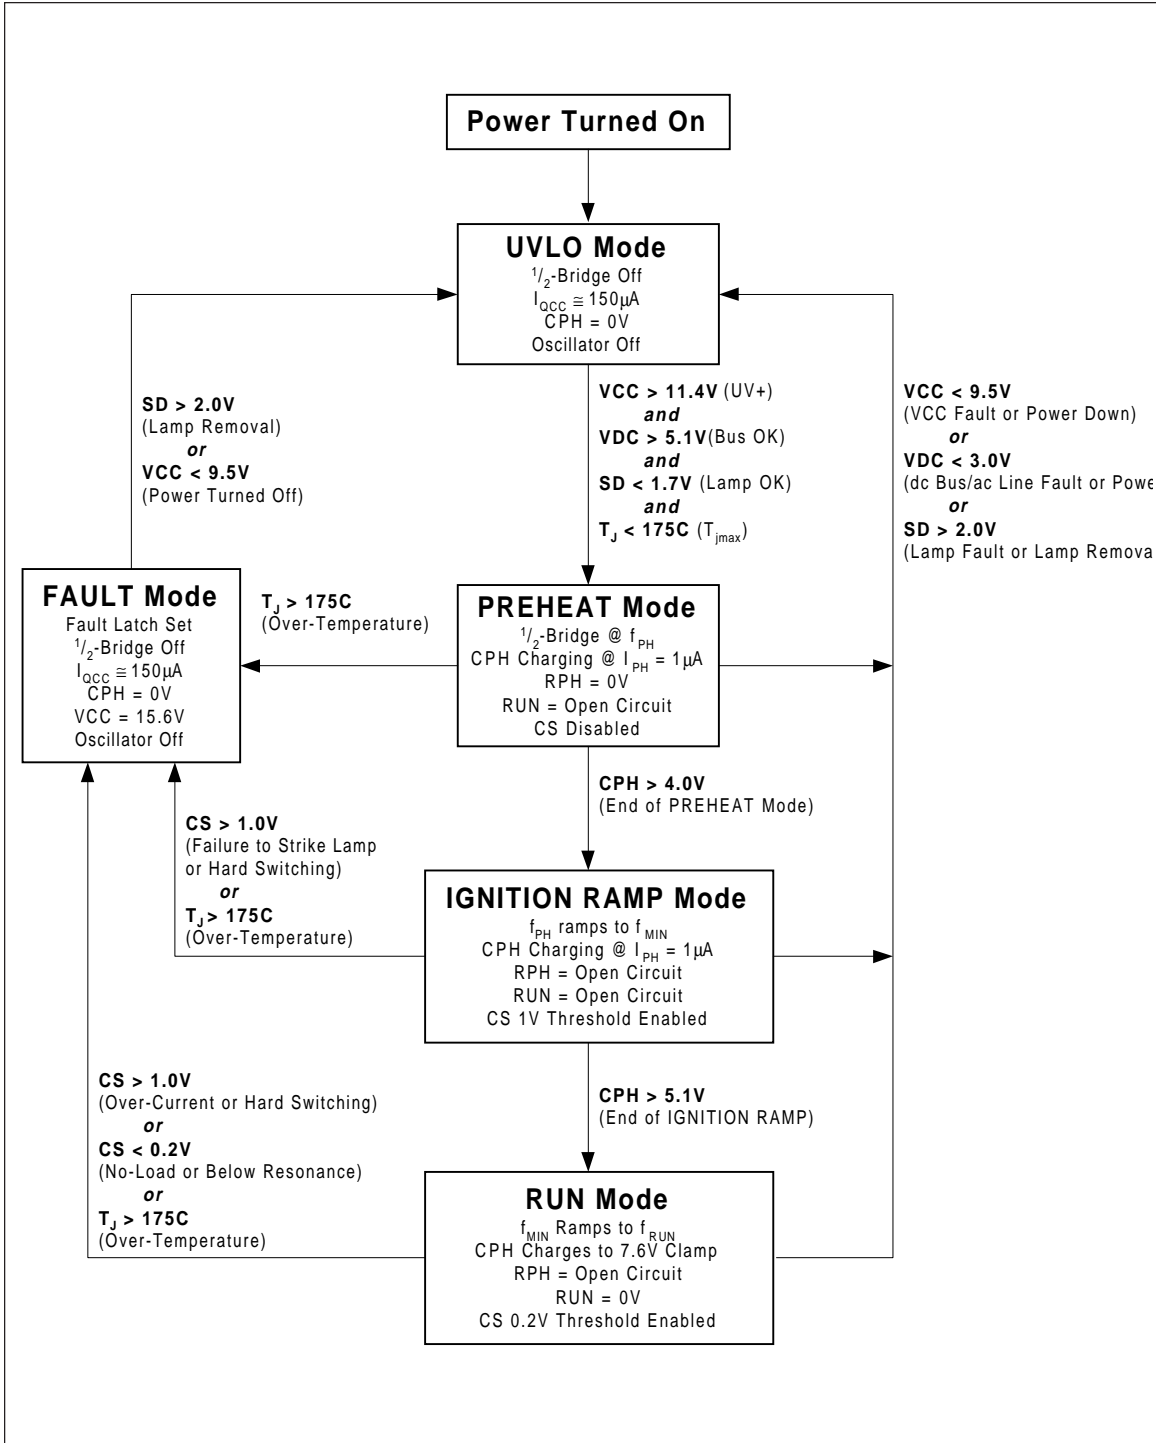 Power Turned On
UVLO Mode
1/2-Bridge Off
IQCC ≅ 150μA
CPH = 0V
Oscillator Off
SD > 2.0V
(Lamp Removal)
or
VCC < 9.5V
(Power Turned Off)
VCC > 11.4V (UV+)
and
VDC > 5.1V(Bus OK)
and
SD < 1.7V (Lamp OK)
and
TJ < 175C (Tjmax)
VCC < 9.5V
(VCC Fault or Power Down)
or
VDC < 3.0V
(dc Bus/ac Line Fault or Powe
or
SD > 2.0V
(Lamp Fault or Lamp Remova
FAULT Mode
Fault Latch Set
1/2-Bridge Off
IQCC ≅ 150μA
CPH = 0V
VCC = 15.6V
Oscillator Off
TJ > 175C
(Over-Temperature)
PREHEAT Mode
1/2-Bridge @ fPH
CPH Charging @ IPH = 1μA
RPH = 0V
RUN = Open Circuit
CS Disabled
CPH > 4.0V
(End of PREHEAT Mode)
CS > 1.0V
(Failure to Strike Lamp
or Hard Switching)
or
TJ > 175C
(Over-Temperature)
IGNITION RAMP Mode
fPH ramps to fMIN
CPH Charging @ IPH = 1μA
RPH = Open Circuit
RUN = Open Circuit
CS 1V Threshold Enabled
CPH > 5.1V
(End of IGNITION RAMP)
CS > 1.0V
(Over-Current or Hard Switching)
or
CS < 0.2V
(No-Load or Below Resonance)
or
TJ > 175C
(Over-Temperature)
RUN Mode
fMIN Ramps to fRUN
CPH Charges to 7.6V Clamp
RPH = Open Circuit
RUN = 0V
CS 0.2V Threshold Enabled